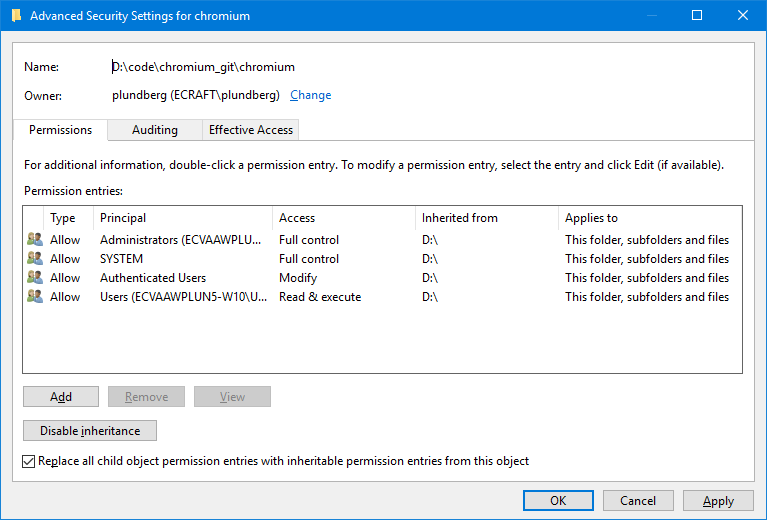 Advanced Security Settings for chromium
Name: D:\code\chromium_git\chromium
Owner: plundberg (ECRAFT\plundberg) Change
Permissions Auditing Effective Access
For additional information, double-click a permission entry. To modify a permission entry, select the entry and click Edit (if available).
Permission entries:
Type Principal Access Inherited from Applies to
Allow Administrators (ECVAAWPLU... Full control D:\ This folder, subfolders and files
Allow SYSTEM Full control D:\ This folder, subfolders and files
Allow Authenticated Users Modify D:\ This folder, subfolders and files
Allow Users (ECVAAWPLUN5-W10\U... Read & execute D:\ This folder, subfolders and files
Add Remove View
Disable inheritance
Replace all child object permission entries with inheritable permission entries from this object
OK Cancel Apply